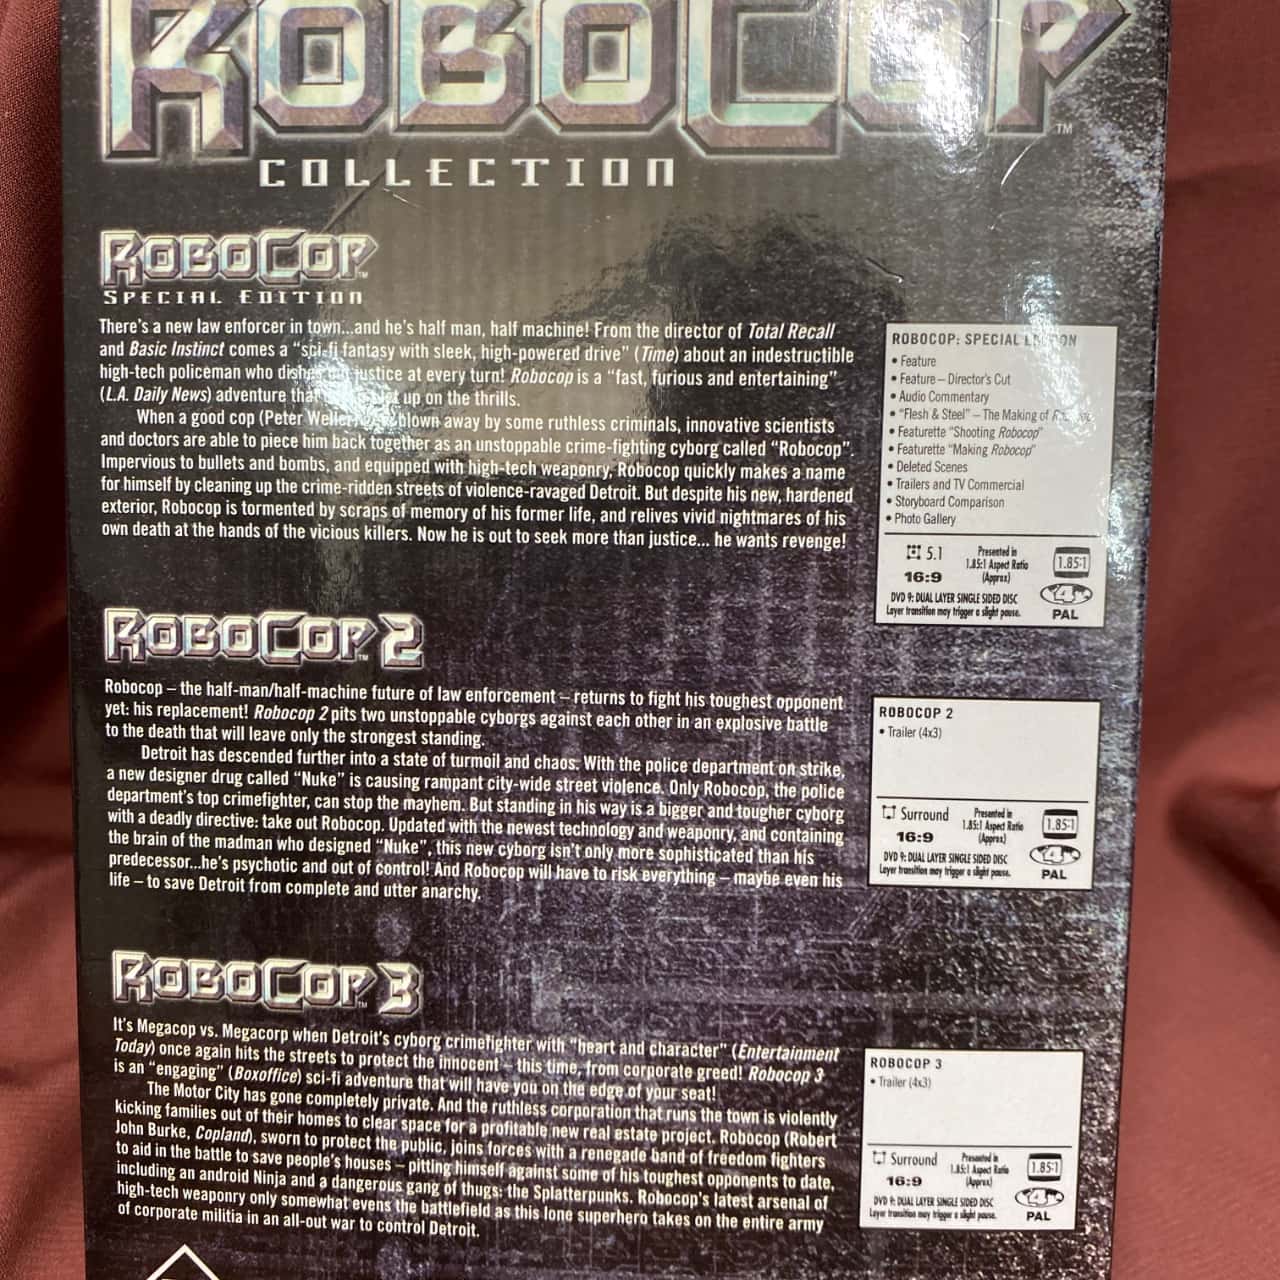 ROBOCOP
TM
COLLECTION
ROBOCOP
TM
SPECIAL EDITION
There's a new law enforcer in town...and he's half man, half machine! From the director of Total Recall
and Basic Instinct comes a "sci-fi fantasy with sleek, high-powered drive" (Time) about an indestructible
high-tech policeman who justice at every turn! Robocop is a "fast, furious and entertaining"
(L.A. Daily News) adventure up on the thrills.
When a good cop (Peter Weller) blown away by some ruthless criminals, innovative scientists
and doctors are able to piece him back together as an unstoppable crime-fighting cyborg called "Robocop".
Impervious to bullets and bombs, and equipped with high-tech weaponry, Robocop quickly makes a name
for himself by cleaning up the crime-ridden streets of violence-ravaged Detroit. But despite his new, hardened
exterior, Robocop is tormented by scraps of memory of his former life, and relives vivid nightmares of his
own death at the hands of the vicious killers. Now he is out to seek more than justice... he wants revenge!
ROBOCOP: SPECIAL
• Feature
• Feature – Director's Cut
• Audio Commentary
• "Flesh & Steel" – The Making of
• Featurette "Shooting Robocop"
• Featurette "Making Robocop"
• Deleted Scenes
• Trailers and TV Commercial
• Storyboard Comparison
• Photo Gallery
5.1
16:9
Presented in
1.85:1 Aspect Ratio
(Approx)
1.85:1
DVD 9: DUAL LAYER SINGLE SIDED DISC
Layer transition may trigger a slight pause.
4
PAL
ROBOCOP 2
TM
Robocop – the half-man/half-machine future of law enforcement – returns to fight his toughest opponent
yet: his replacement! Robocop 2 pits two unstoppable cyborgs against each other in an explosive battle
to the death that will leave only the strongest standing.
Detroit has descended further into a state of turmoil and chaos. With the police department on strike,
a new designer drug called "Nuke" is causing rampant city-wide street violence. Only Robocop, the police
department's top crimefighter, can stop the mayhem. But standing in his way is a bigger and tougher cyborg
with a deadly directive: take out Robocop. Updated with the newest technology and weaponry, and containing
the brain of the madman who designed "Nuke", this new cyborg isn't only more sophisticated than his
predecessor...he's psychotic and out of control! And Robocop will have to risk everything – maybe even his
life – to save Detroit from complete and utter anarchy.
ROBOCOP 2
• Trailer (4x3)
Surround
16:9
Presented in
1.85:1 Aspect Ratio
(Approx)
1.85:1
DVD 9: DUAL LAYER SINGLE SIDED DISC
Layer transition may trigger a slight pause.
4
PAL
ROBOCOP 3
TM
It's Megacop vs. Megacorp when Detroit's cyborg crimefighter with "heart and character" (Entertainment
Today) once again hits the streets to protect the innocent – this time, from corporate greed! Robocop 3
is an "engaging" (Boxoffice) sci-fi adventure that will have you on the edge of your seat!
The Motor City has gone completely private. And the ruthless corporation that runs the town is violently
kicking families out of their homes to clear space for a profitable new real estate project. Robocop (Robert
John Burke, Copland), sworn to protect the public, joins forces with a renegade band of freedom fighters
to aid in the battle to save people's houses – pitting himself against some of his toughest opponents to date,
including an android Ninja and a dangerous gang of thugs: the Splatterpunks. Robocop's latest arsenal of
high-tech weaponry only somewhat evens the battlefield as this lone superhero takes on the entire army
of corporate militia in an all-out war to control Detroit.
ROBOCOP 3
• Trailer (4x3)
Surround
16:9
Presented in
1.85:1 Aspect Ratio
(Approx)
1.85:1
DVD 9: DUAL LAYER SINGLE SIDED DISC
Layer transition may trigger a slight pause.
4
PAL